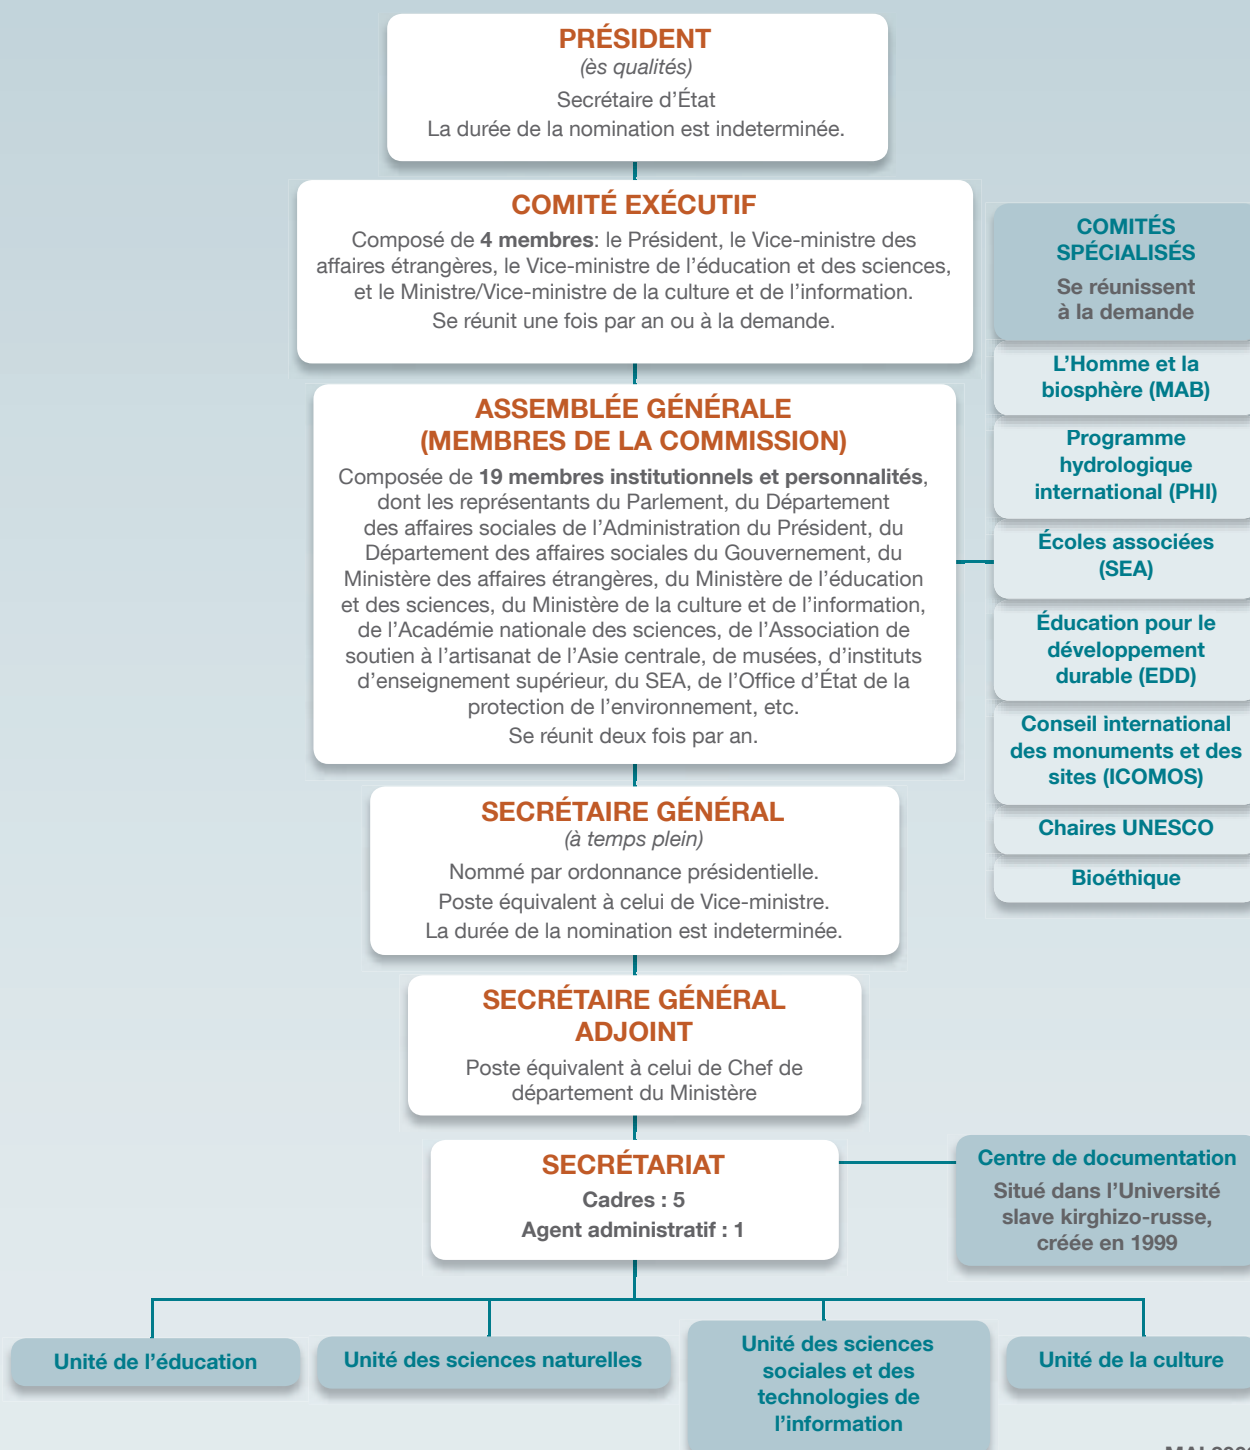 PRÉSIDENT
(ès qualités)
Secrétaire d’État
La durée de la nomination est indeterminée.
COMITÉ EXÉCUTIF
Composé de 4 membres: le Président, le Vice-ministre des
affaires étrangères, le Vice-ministre de l’éducation et des sciences,
et le Ministre/Vice-ministre de la culture et de l’information.
Se réunit une fois par an ou à la demande.
ASSEMBLÉE GÉNÉRALE
(MEMBRES DE LA COMMISSION)
Composée de 19 membres institutionnels et personnalités,
dont les représentants du Parlement, du Département
des affaires sociales de l’Administration du Président, du
Département des affaires sociales du Gouvernement, du
Ministère des affaires étrangères, du Ministère de l’éducation
et des sciences, du Ministère de la culture et de l’information,
de l’Académie nationale des sciences, de l’Association de
soutien à l’artisanat de l’Asie centrale, de musées, d’instituts
d’enseignement supérieur, du SEA, de l’Office d’État de la
protection de l’environnement, etc.
Se réunit deux fois par an.
COMITÉS
SPÉCIALISÉS
Se réunissent
à la demande
L’Homme et la
biosphère (MAB)
Programme
hydrologique
international (PHI)
Écoles associées
(SEA)
Éducation pour le
développement
durable (EDD)
Conseil international
des monuments et des
sites (ICOMOS)
Chaires UNESCO
Bioéthique
SECRÉTAIRE GÉNÉRAL
(à temps plein)
Nommé par ordonnance présidentielle.
Poste équivalent à celui de Vice-ministre.
La durée de la nomination est indeterminée.
SECRÉTAIRE GÉNÉRAL
ADJOINT
Poste équivalent à celui de Chef de
département du Ministère
SECRÉTARIAT
Cadres : 5
Agent administratif : 1
Centre de documentation
Situé dans l’Université
slave kirghizo-russe,
créée en 1999
Unité de l’éducation
Unité des sciences naturelles
Unité des sciences
sociales et des
technologies de
l’information
Unité de la culture